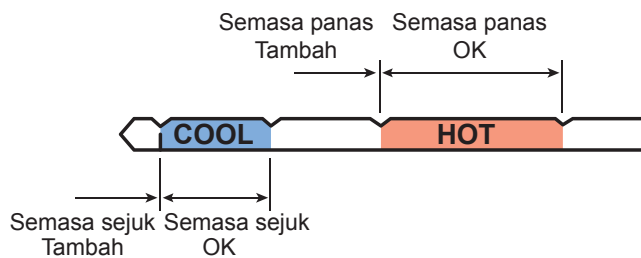 Semasa panas
Tambah
Semasa panas
OK
COOL
HOT
Semasa sejuk
Tambah
Semasa sejuk
OK